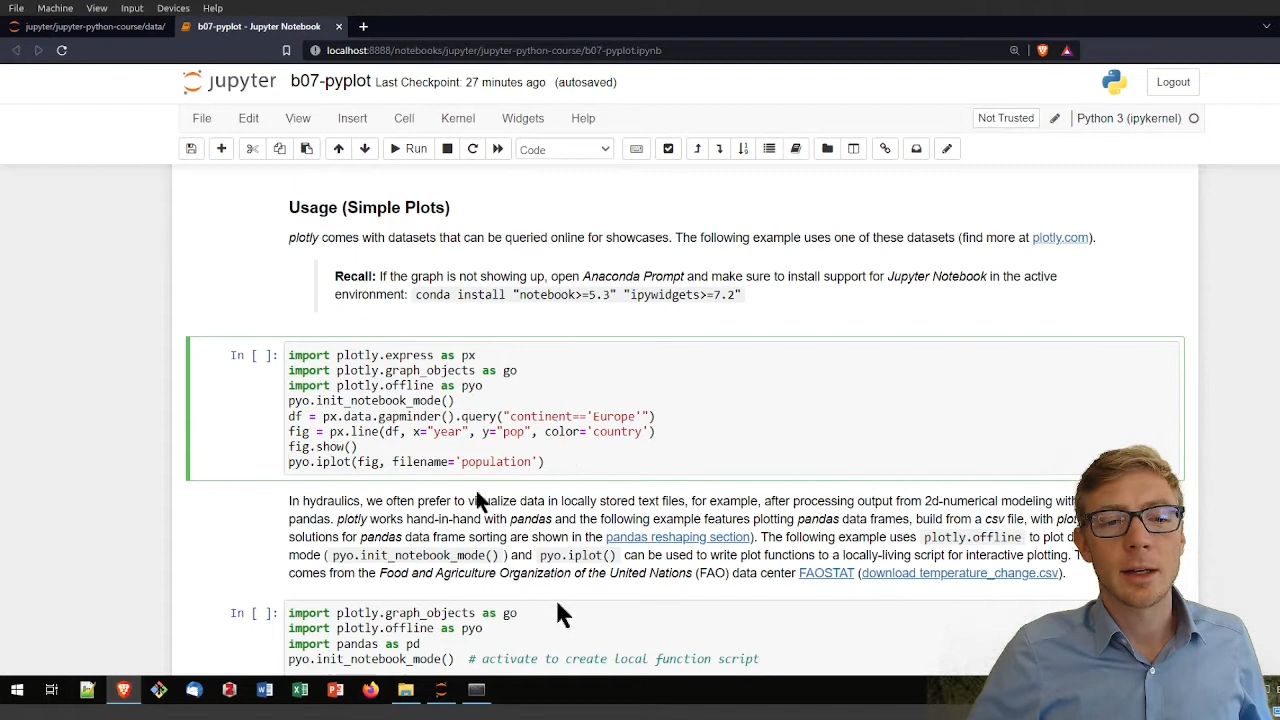 File Machine View Input Devices Help
jupyter/jupyter-python-course/data/
b07-pyplot - Jupyter Notebook
localhost:8888/notebooks/jupyter/jupyter-python-course/b07-pyplot.ipynb
jupyter b07-pyplot Last Checkpoint: 27 minutes ago (autosaved)
Logout
File Edit View Insert Cell Kernel Widgets Help
Not Trusted
Python 3 (ipykernel)
Run
Code
Usage (Simple Plots)
plotly comes with datasets that can be queried online for showcases. The following example uses one of these datasets (find more at plotly.com).
Recall: If the graph is not showing up, open Anaconda Prompt and make sure to install support for Jupyter Notebook in the active
environment: conda install "notebook>=5.3" "ipywidgets>=7.2"
In [ ]:
import plotly.express as px
import plotly.graph_objects as go
import plotly.offline as pyo
pyo.init_notebook_mode()
df = px.data.gapminder().query("continent=='Europe'")
fig = px.line(df, x="year", y="pop", color='country')
fig.show()
pyo.iplot(fig, filename='population')
In hydraulics, we often prefer to visualize data in locally stored text files, for example, after processing output from 2d-numerical modeling with
pandas. plotly works hand-in-hand with pandas and the following example features plotting pandas data frames, build from a csv file, with
solutions for pandas data frame sorting are shown in the pandas reshaping section). The following example uses plotly.offline to plot
mode (pyo.init_notebook_mode()) and pyo.iplot() can be used to write plot functions to a locally-living script for interactive plotting.
comes from the Food and Agriculture Organization of the United Nations (FAO) data center FAOSTAT (download temperature_change.csv).
In [ ]:
import plotly.graph_objects as go
import plotly.offline as pyo
import pandas as pd
pyo.init_notebook_mode() # activate to create local function script